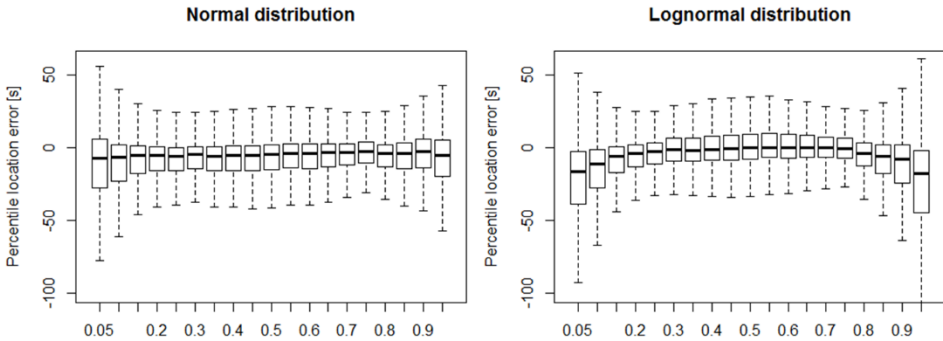 Normal distribution
Percentile location error [s]
50
0
-50
-100
0.05 0.2 0.3 0.4 0.5 0.6 0.7 0.8 0.9
Lognormal distribution
Percentile location error [s]
50
0
-50
-100
0.05 0.2 0.3 0.4 0.5 0.6 0.7 0.8 0.9